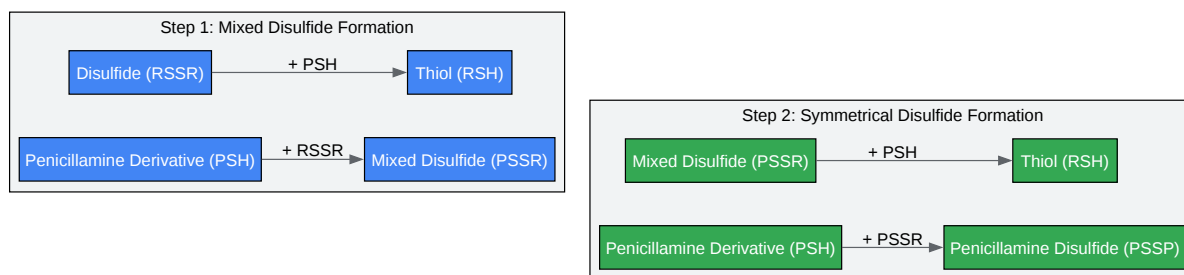 Step 1: Mixed Disulfide Formation
Disulfide (RSSR)
+ PSH
Thiol (RSH)
Penicillamine Derivative (PSH)
+ RSSR
Mixed Disulfide (PSSR)
Step 2: Symmetrical Disulfide Formation
Mixed Disulfide (PSSR)
+ PSH
Thiol (RSH)
Penicillamine Derivative (PSH)
+ PSSR
Penicillamine Disulfide (PSSP)